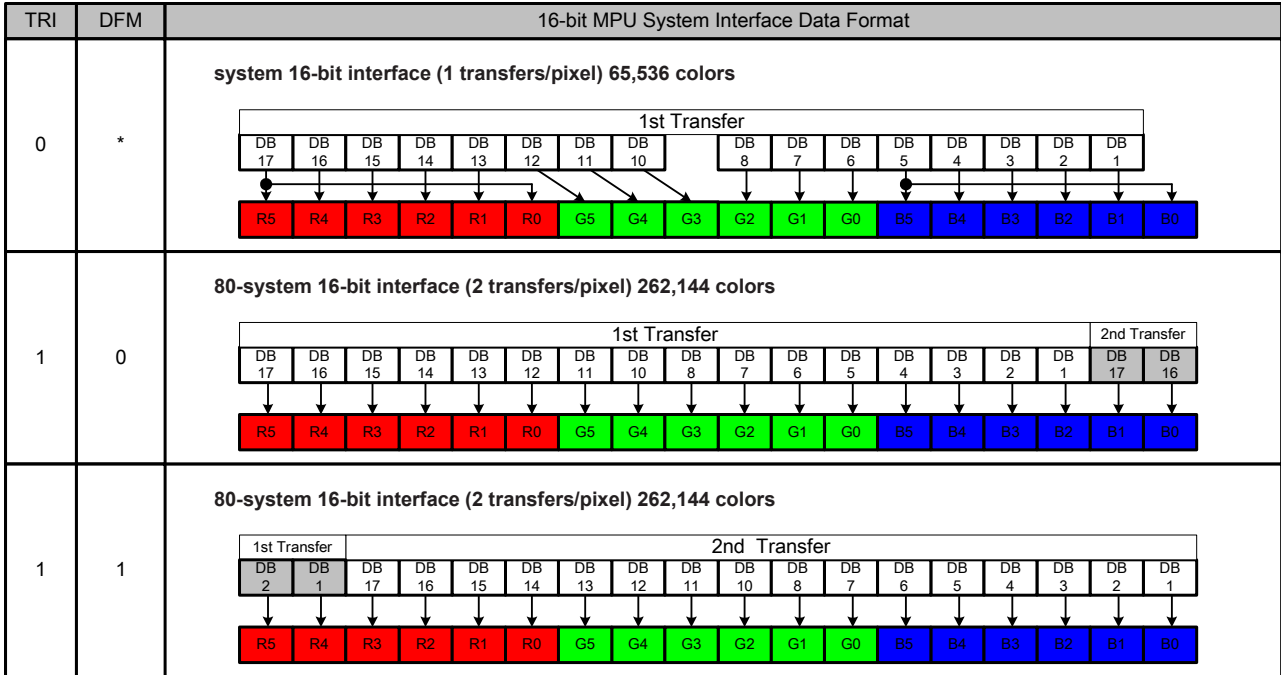 TRI DFM 16-bit MPU System Interface Data Format
system 16-bit interface (1 transfers/pixel) 65,536 colors
1st Transfer
0 *
DB DB DB DB DB DB DB DB DB DB DB DB DB DB DB DB
17 16 15 14 13 12 11 10 8 7 6 5 4 3 2 1
R5 R4 R3 R2 R1 R0 G5 G4 G3 G2 G1 G0 B5 B4 B3 B2 B1 B0
80-system 16-bit interface (2 transfers/pixel) 262,144 colors
1st Transfer 2nd Transfer
1 0
DB DB DB DB DB DB DB DB DB DB DB DB DB DB DB DB DB DB
17 16 15 14 13 12 11 10 8 7 6 5 4 3 2 1 17 16
R5 R4 R3 R2 R1 R0 G5 G4 G3 G2 G1 G0 B5 B4 B3 B2 B1 B0
80-system 16-bit interface (2 transfers/pixel) 262,144 colors
1st Transfer 2nd Transfer
1 1
DB DB DB DB DB DB DB DB DB DB DB DB DB DB DB DB DB DB
2 1 17 16 15 14 13 12 11 10 8 7 6 5 4 3 2 1
R5 R4 R3 R2 R1 R0 G5 G4 G3 G2 G1 G0 B5 B4 B3 B2 B1 B0